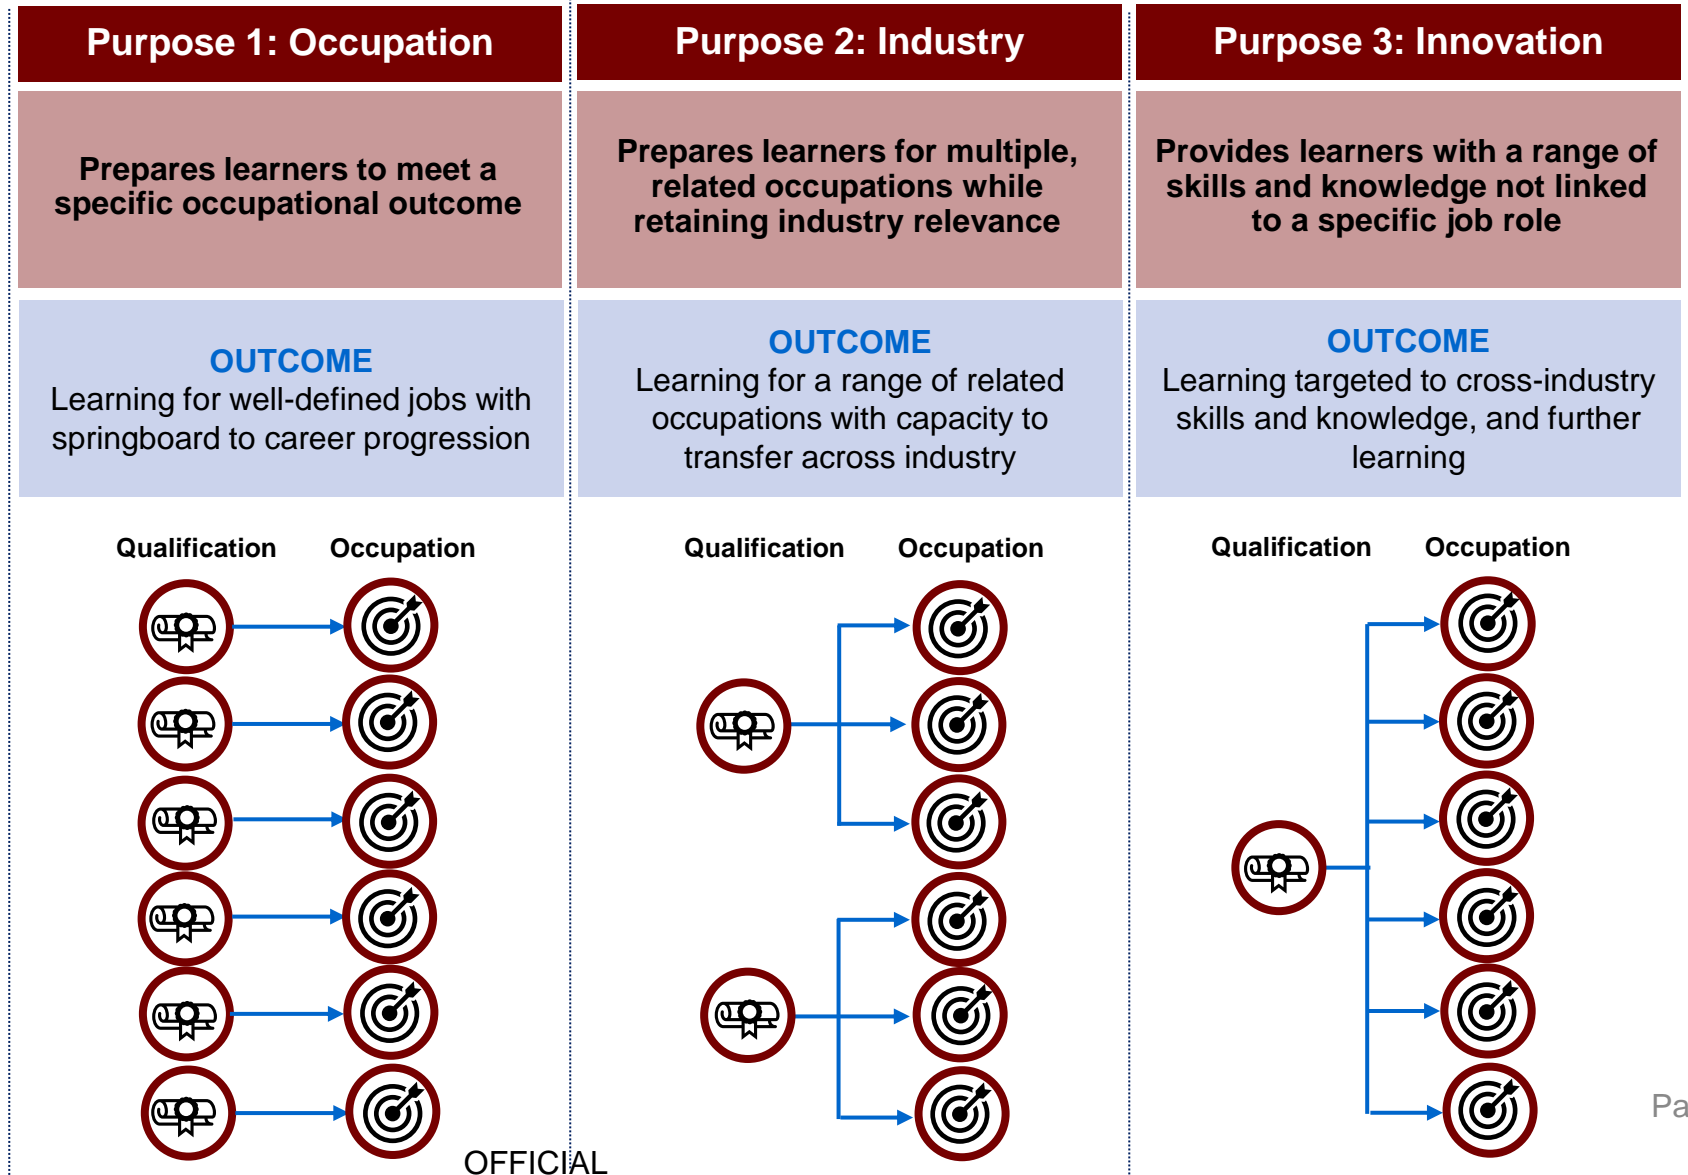 Purpose 1: Occupation
Prepares learners to meet a
specific occupational outcome
OUTCOME
Learning for well-defined jobs with
springboard to career progression
Qualification Occupation
Purpose 2: Industry
Prepares learners for multiple,
related occupations while
retaining industry relevance
OUTCOME
Learning for a range of related
occupations with capacity to
transfer across industry
Qualification Occupation
Purpose 3: Innovation
Provides learners with a range of
skills and knowledge not linked
to a specific job role
OUTCOME
Learning targeted to cross-industry
skills and knowledge, and further
learning
Qualification Occupation
Pa
OFFICIAL